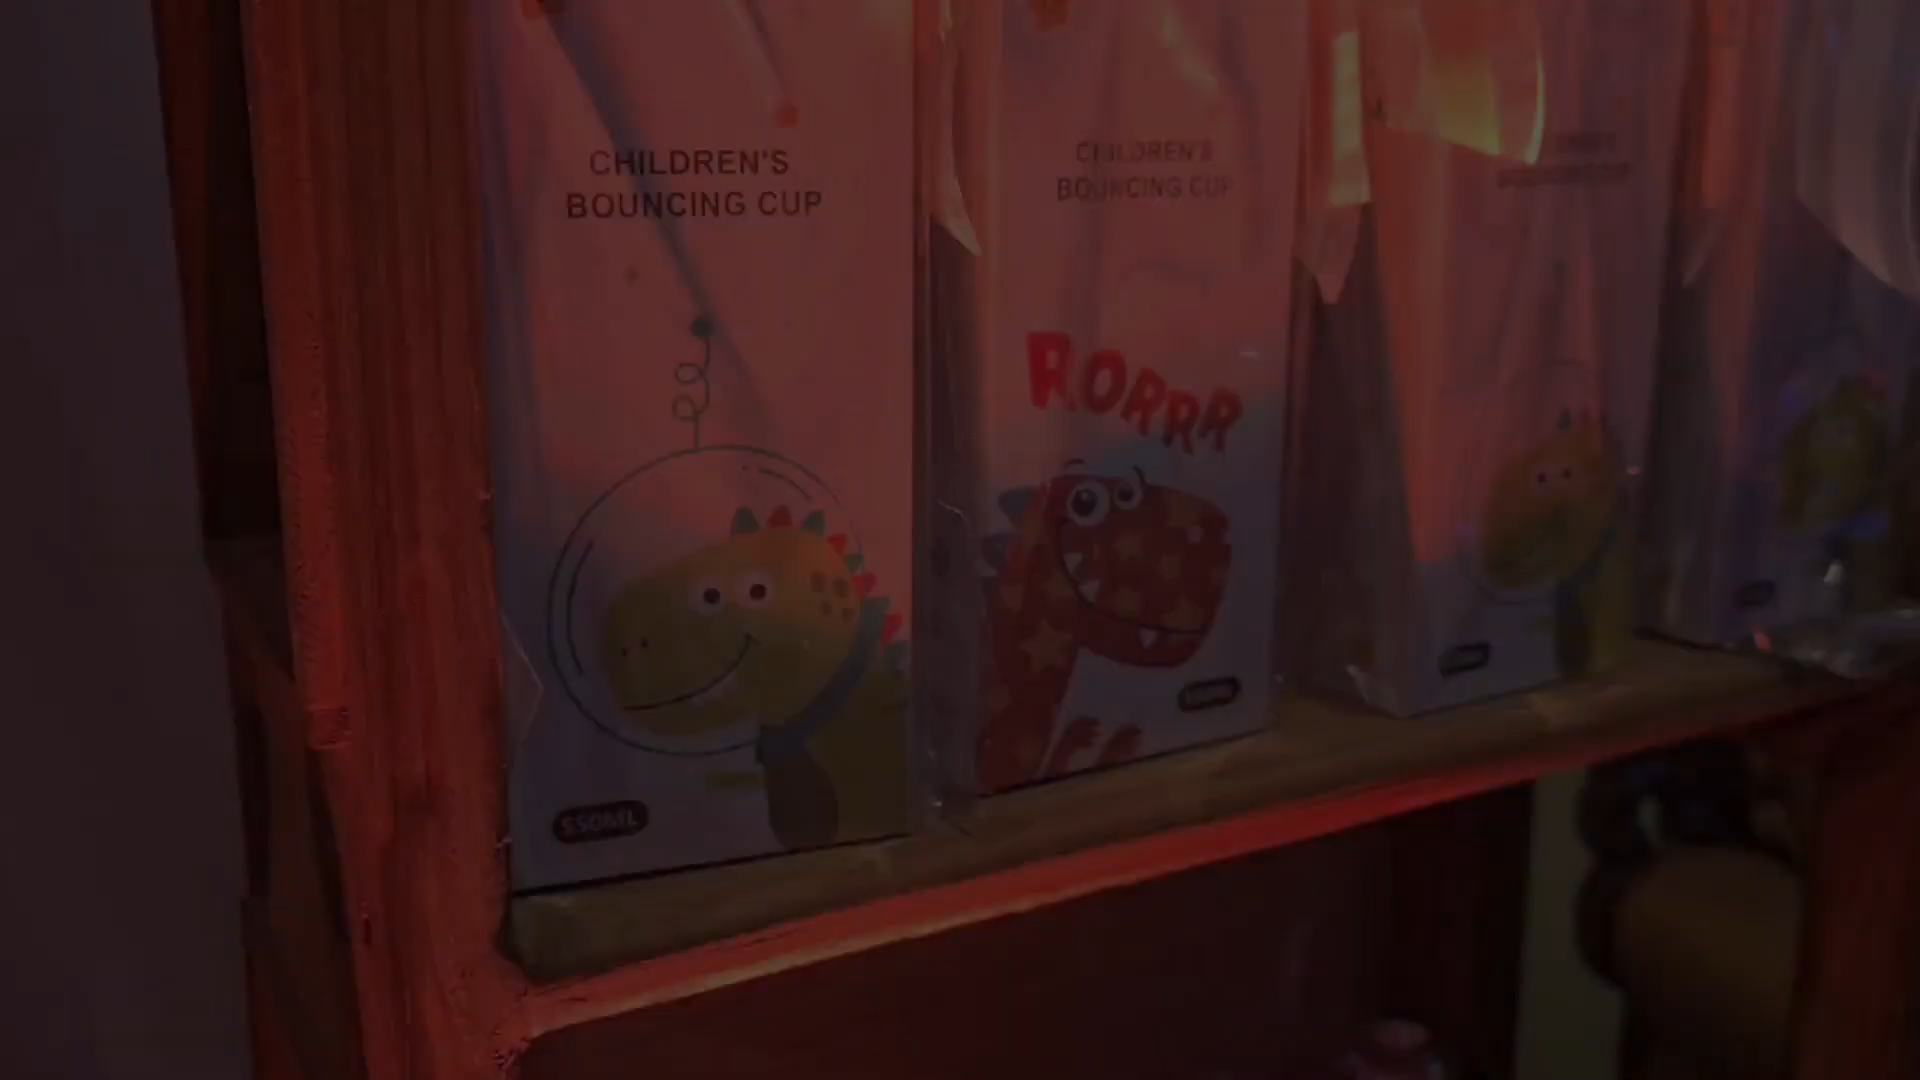 CHILDREN'S
BOUNCING CUP
550ML
CHILDREN'S
BOUNCING CUP
RORRR